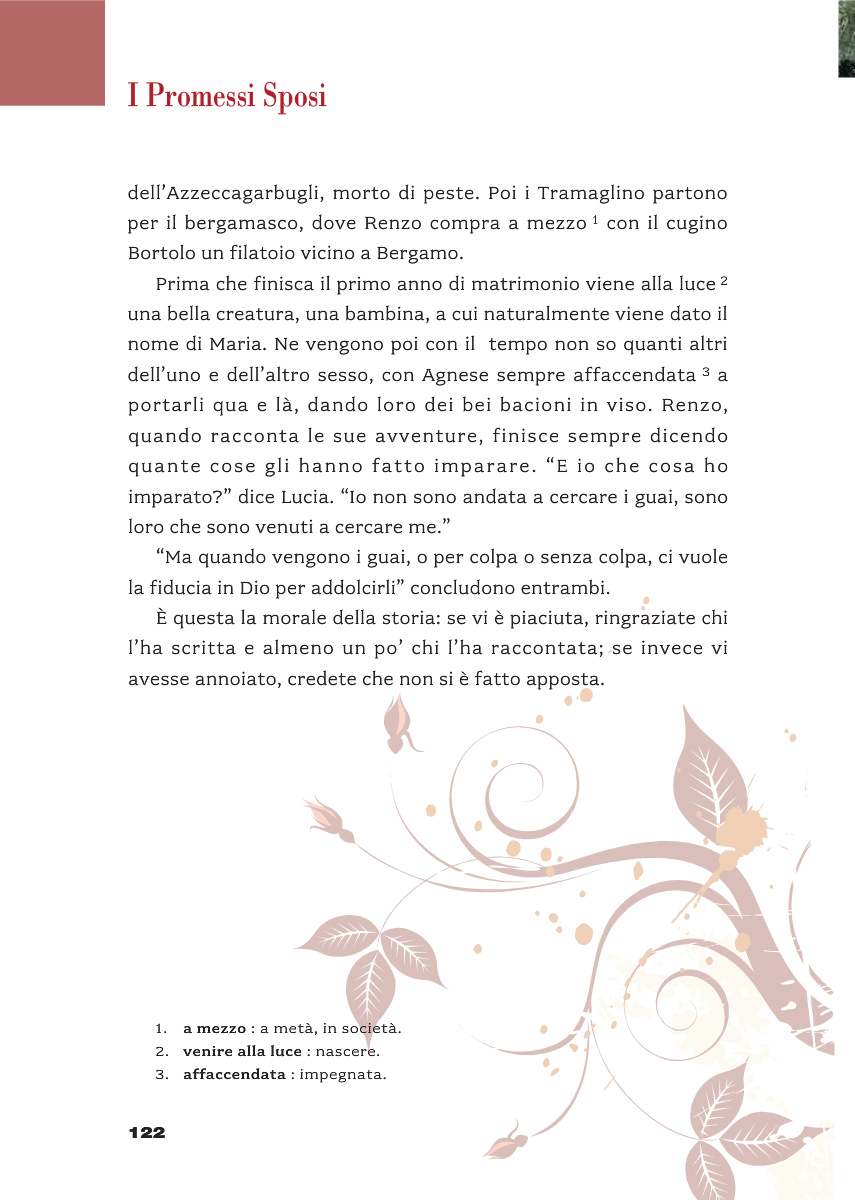 I Promessi Sposi
dell’Azzeccagarbugli, morto di peste. Poi i Tramaglino partono
per il bergamasco, dove Renzo compra a mezzo 1 con il cugino
Bortolo un filatoio vicino a Bergamo.
Prima che finisca il primo anno di matrimonio viene alla luce 2
una bella creatura, una bambina, a cui naturalmente viene dato il
nome di Maria. Ne vengono poi con il tempo non so quanti altri
dell’uno e dell’altro sesso, con Agnese sempre affaccendata 3 a
portarli qua e là, dando loro dei bei bacioni in viso. Renzo,
quando racconta le sue avventure, finisce sempre dicendo
quante cose gli hanno fatto imparare. “E io che cosa ho
imparato?” dice Lucia. “Io non sono andata a cercare i guai, sono
loro che sono venuti a cercare me.”
“Ma quando vengono i guai, o per colpa o senza colpa, ci vuole
la fiducia in Dio per addolcirli” concludono entrambi.
È questa la morale della storia: se vi è piaciuta, ringraziate chi
l’ha scritta e almeno un po’ chi l’ha raccontata; se invece vi
avesse annoiato, credete che non si è fatto apposta.
1. a mezzo : a metà, in società.
2. venire alla luce : nascere.
3. affaccendata : impegnata.
122